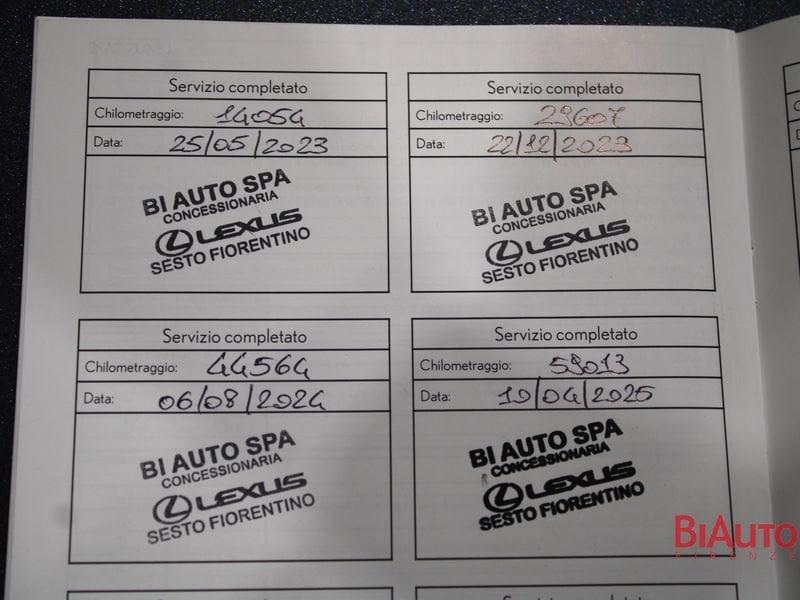 Servizio completato
Chilometraggio: 14054
Data: 25/05/2023
BI AUTO SPA
CONCESSIONARIA
LEXUS
SESTO FIORENTINO
Servizio completato
Chilometraggio: 29607
Data: 22/12/2023
BI AUTO SPA
CONCESSIONARIA
LEXUS
SESTO FIORENTINO
Servizio completato
Chilometraggio: 44564
Data: 06/08/2024
BI AUTO SPA
CONCESSIONARIA
LEXUS
SESTO FIORENTINO
Servizio completato
Chilometraggio: 59013
Data: 10/04/2025
BI AUTO SPA
CONCESSIONARIA
LEXUS
SESTO FIORENTINO
BIAUTO
FIRENZE